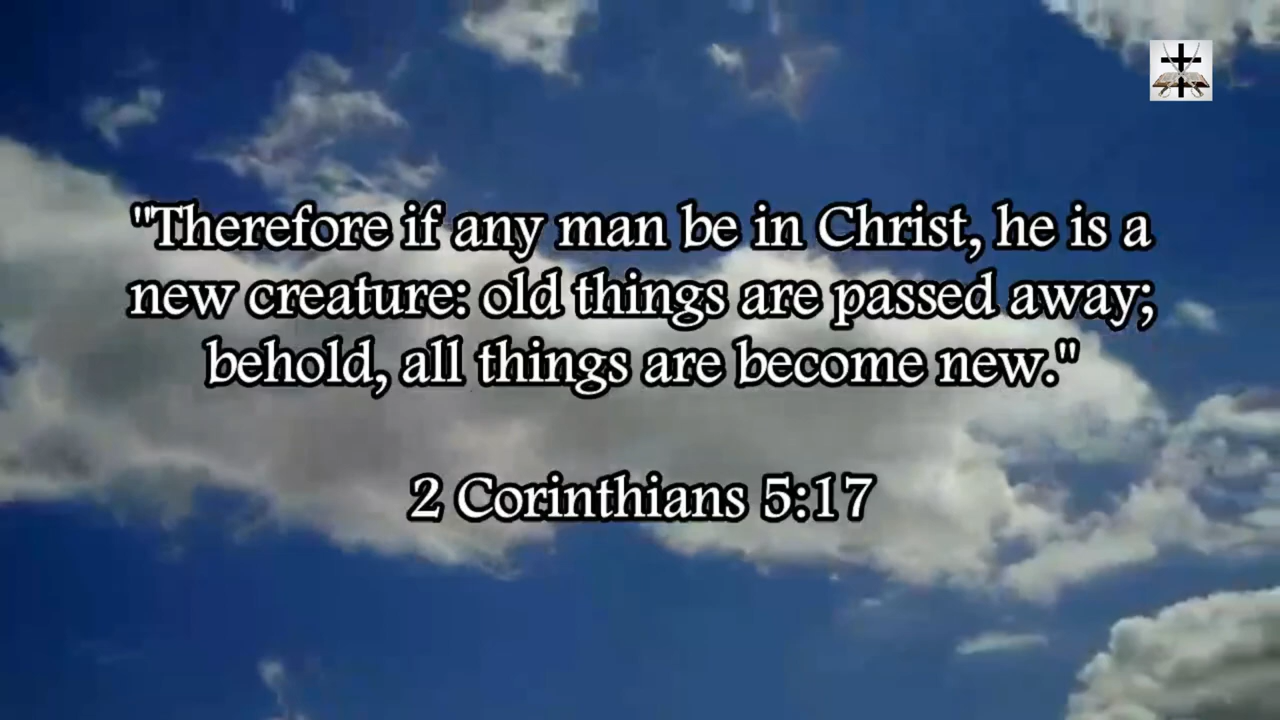 "Therefore if any man be in Christ, he is a
new creature: old things are passed away;
behold, all things are become new."
2 Corinthians 5:17